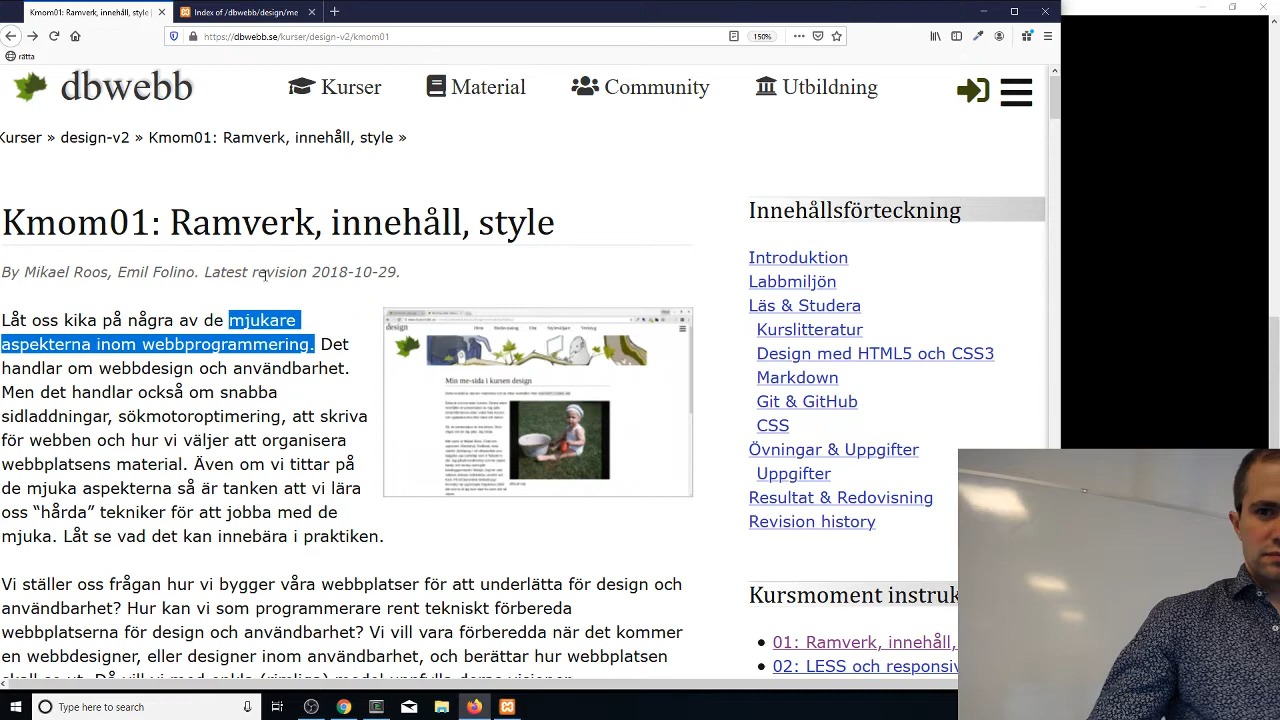 Kmom01: Ramverk, innehåll, style
Index of /dbwebb/design/me
https://dbwebb.se/kurser/design-v2/kmom01
150%
rätta
dbwebb
Kurser
Material
Community
Utbildning
Kurser » design-v2 » Kmom01: Ramverk, innehåll, style »
Kmom01: Ramverk, innehåll, style
By Mikael Roos, Emil Folino. Latest revision 2018-10-29.
Låt oss kika på några av de mjukare
aspekterna inom webbprogrammering. Det
handlar om webbdesign och användbarhet.
Men det handlar också om snabba
sidladdningar, sökmotoroptimering, att skriva
för webben och hur vi väljer att organisera
webbplatsens material. Även om vi tittar på
de mjuka aspekterna så är tanken att vi lära
oss “hårda” tekniker för att jobba med de
mjuka. Låt se vad det kan innebära i praktiken.
design
Min me-sida i kursen design
Vi ställer oss frågan hur vi bygger våra webbplatser för att underlätta för design och
användbarhet? Hur kan vi som programmerare rent tekniskt förbereda
webbplatserna för design och användbarhet? Vi vill vara förberedda när det kommer
en webdesigner, eller designer inom användbarhet, och berättar hur webbplatsen
Innehållsförteckning
Introduktion
Labbmiljön
Läs & Studera
Kurslitteratur
Design med HTML5 och CSS3
Markdown
Git & GitHub
CSS
Övningar & Uppgifter
Uppgifter
Resultat & Redovisning
Revision history
Kursmoment instruk
01: Ramverk, innehåll,
02: LESS och responsiv
Type here to search